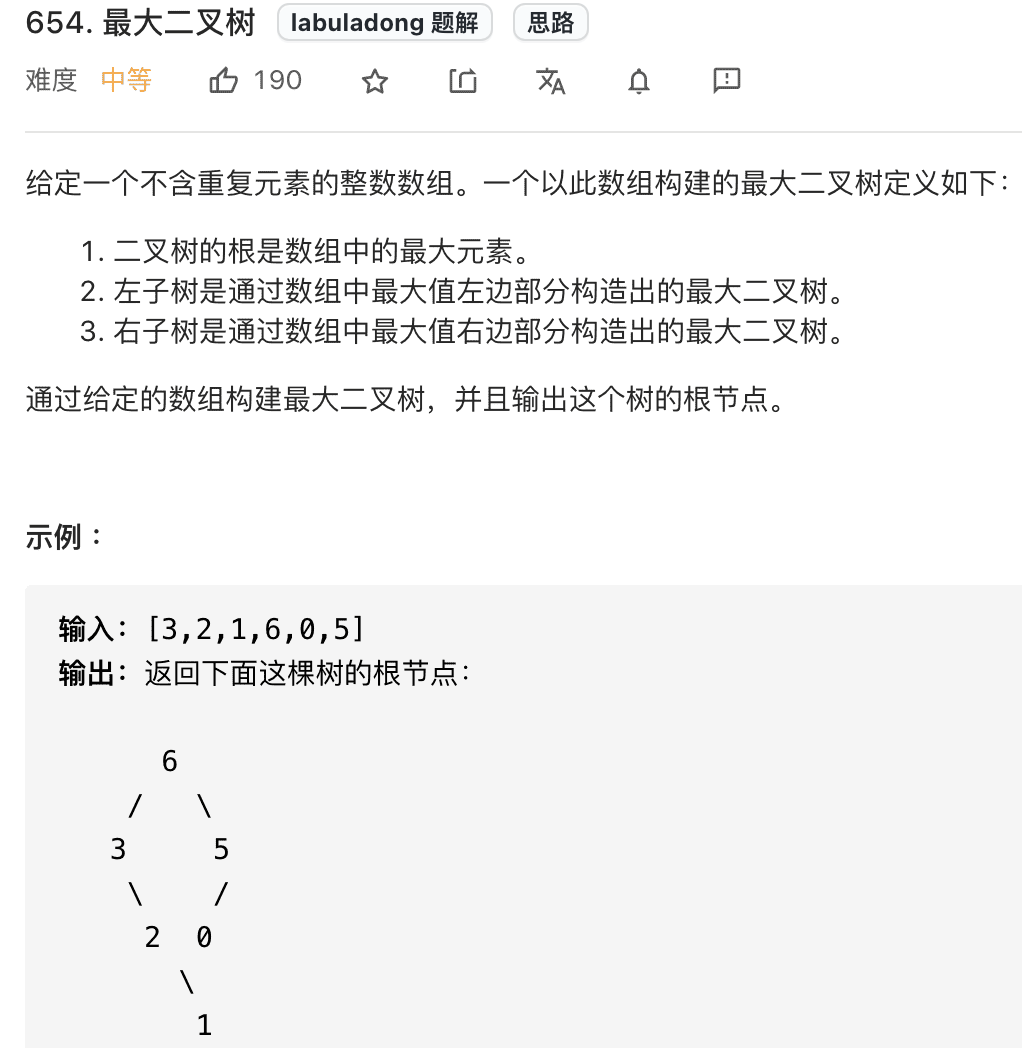 654. 最大二叉树 labuladong 题解 思路
难度 中等 190
给定一个不含重复元素的整数数组。一个以此数组构建的最大二叉树定义如下：
1. 二叉树的根是数组中的最大元素。
2. 左子树是通过数组中最大值左边部分构造出的最大二叉树。
3. 右子树是通过数组中最大值右边部分构造出的最大二叉树。
通过给定的数组构建最大二叉树，并且输出这个树的根节点。
示例 ：
输入：[3,2,1,6,0,5]
输出：返回下面这棵树的根节点：
6
/ \
3 5
\ /
2 0
\
1